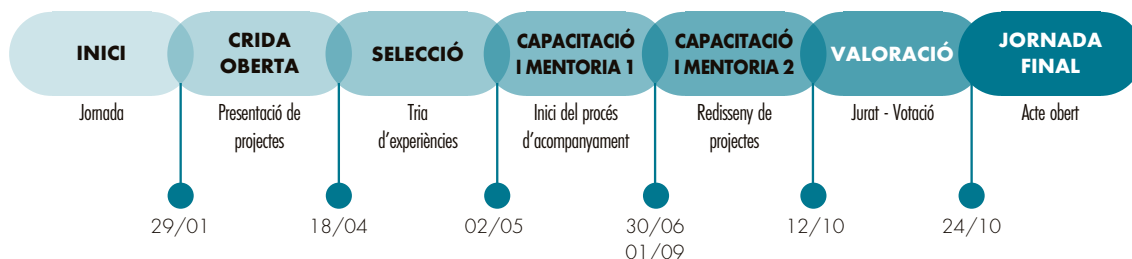 INICI
Jornada
CRIDA
OBERTA
Presentació de
projectes
SELECCIÓ
Tria
d'experiències
CAPACITACIÓ
I MENTORIA 1
Inici del procés
d'acompanyament
CAPACITACIÓ
I MENTORIA 2
Redisseny de
projectes
VALORACIÓ
Jurat - Votació
JORNADA
FINAL
Acte obert
29/01
18/04
02/05
30/06
01/09
12/10
24/10